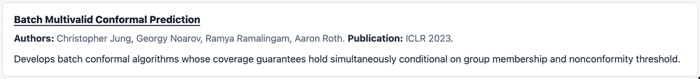 Batch Multivalid Conformal Prediction
Authors: Christopher Jung, Georgy Noarov, Ramya Ramalingam, Aaron Roth. Publication: ICLR 2023.
Develops batch conformal algorithms whose coverage guarantees hold simultaneously conditional on group membership and nonconformity threshold.